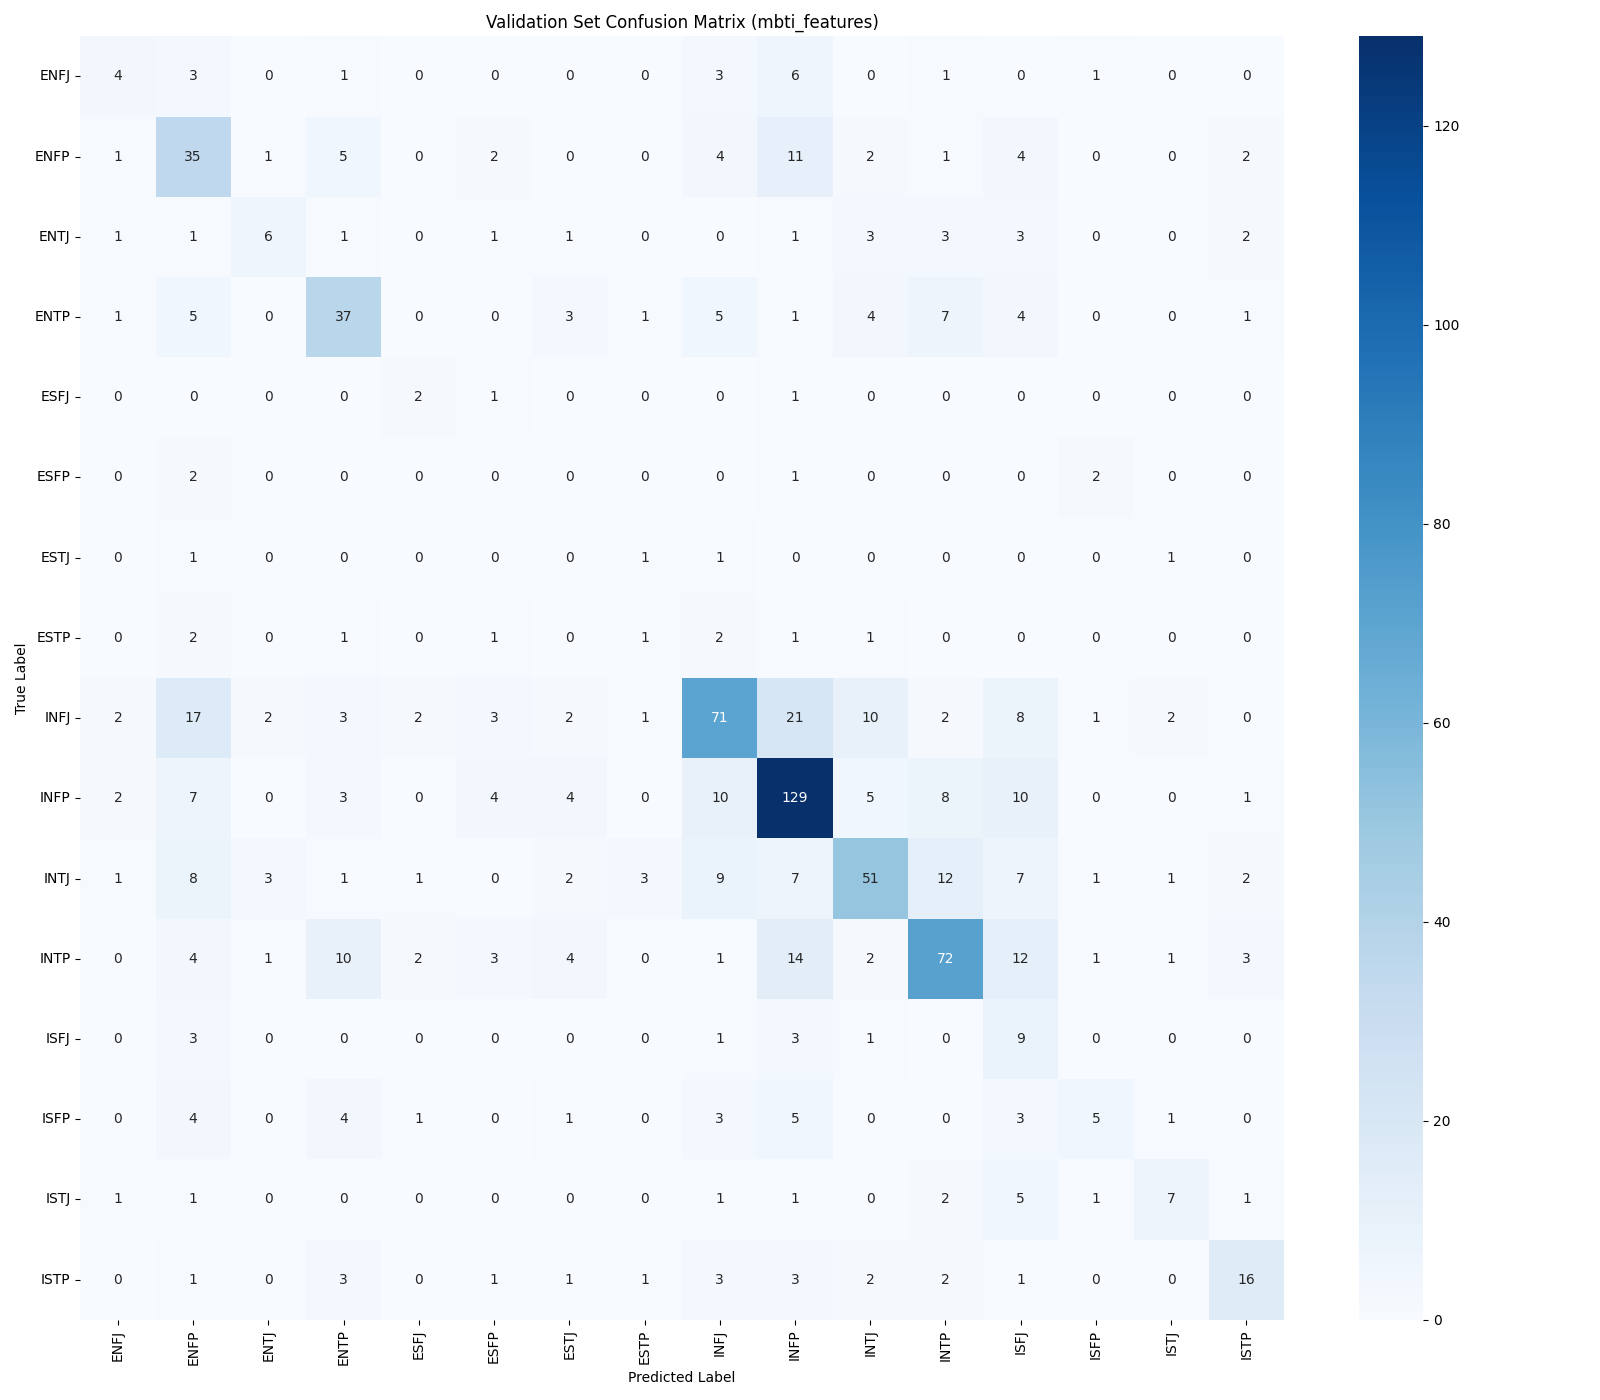 Validation Set Confusion Matrix (mbti_features)
ENFJ 4 3 0 1 0 0 0 0 3 6 0 1 0 1 0 0
ENFP 1 35 1 5 0 2 0 0 4 11 2 1 4 0 0 2
ENTJ 1 1 6 1 0 1 1 0 0 1 3 3 3 0 0 2
ENTP 1 5 0 37 0 0 3 1 5 1 4 7 4 0 0 1
ESFJ 0 0 0 0 2 1 0 0 0 1 0 0 0 0 0 0
ESFP 0 2 0 0 0 0 0 0 0 1 0 0 0 2 0 0
ESTJ 0 1 0 0 0 0 0 1 1 0 0 0 0 0 1 0
ESTP 0 2 0 1 0 1 0 1 2 1 1 0 0 0 0 0
INFJ 2 17 2 3 2 3 2 1 71 21 10 2 8 1 2 0
INFP 2 7 0 3 0 4 4 0 10 129 5 8 10 0 0 1
INTJ 1 8 3 1 1 0 2 3 9 7 51 12 7 1 1 2
INTP 0 4 1 10 2 3 4 0 1 14 2 72 12 1 1 3
ISFJ 0 3 0 0 0 0 0 0 1 3 1 0 9 0 0 0
ISFP 0 4 0 4 1 0 1 0 3 5 0 0 3 5 1 0
ISTJ 1 1 0 0 0 0 0 0 1 1 0 2 5 1 7 1
ISTP 0 1 0 3 0 1 1 1 3 3 2 2 1 0 0 16
ENFJ ENFP ENTJ ENTP ESFJ ESFP ESTJ ESTP INFJ INFP INTJ INTP ISFJ ISFP ISTJ ISTP
Predicted Label
True Label
120
100
80
60
40
20
0